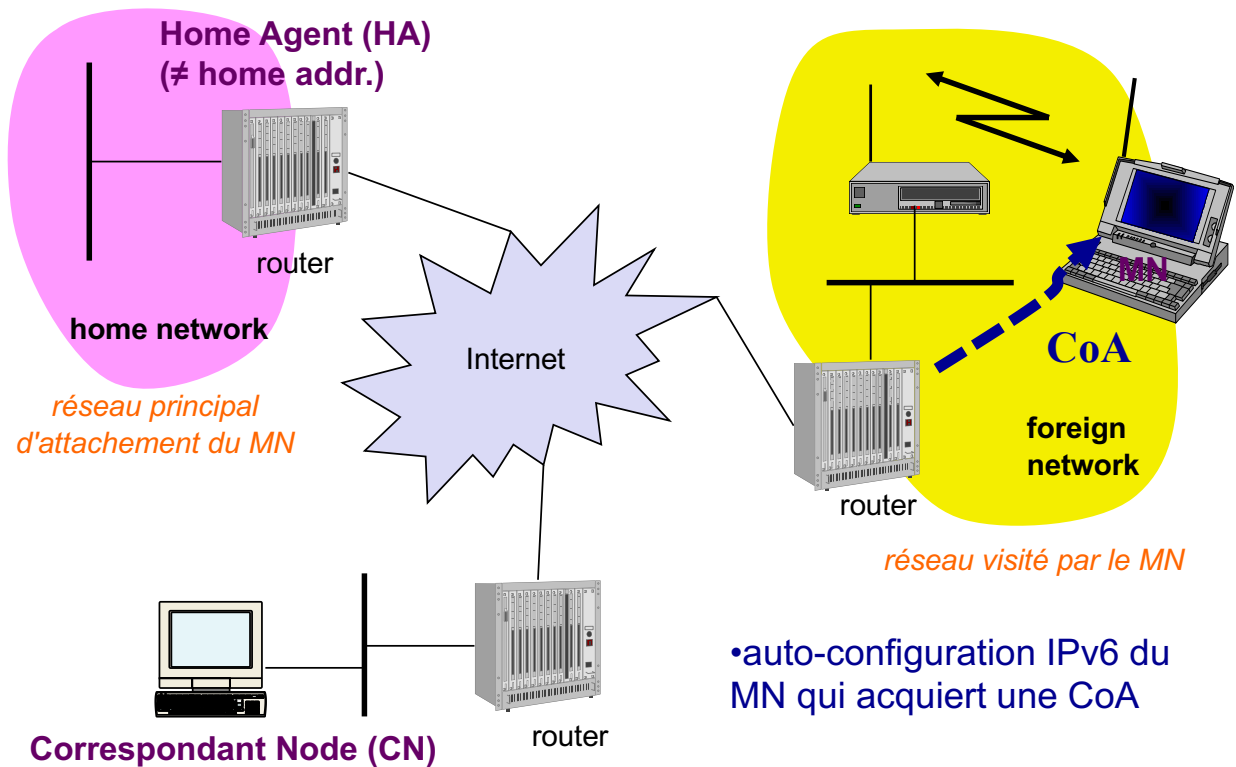 Home Agent (HA)
(≠ home addr.)
router
home network
réseau principal
d'attachement du MN
Internet
MN
CoA
foreign
network
router
réseau visité par le MN
•auto-configuration IPv6 du
MN qui acquiert une CoA
router
Correspondant Node (CN)